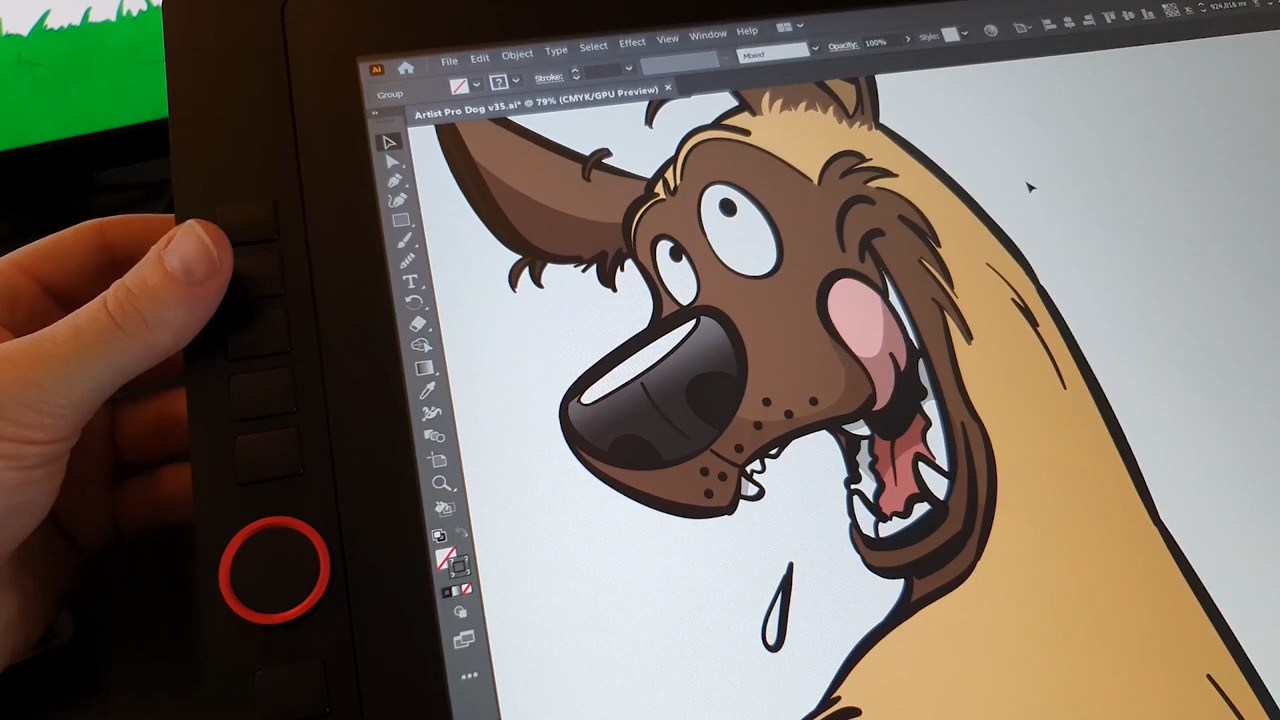 Ai File Edit Object Type Select Effect View Window Help
Group Stroke: Mixed Opacity: 100% Style:
Artist Pro Dog v35.ai* @ 79% (CMYK/GPU Preview) ×